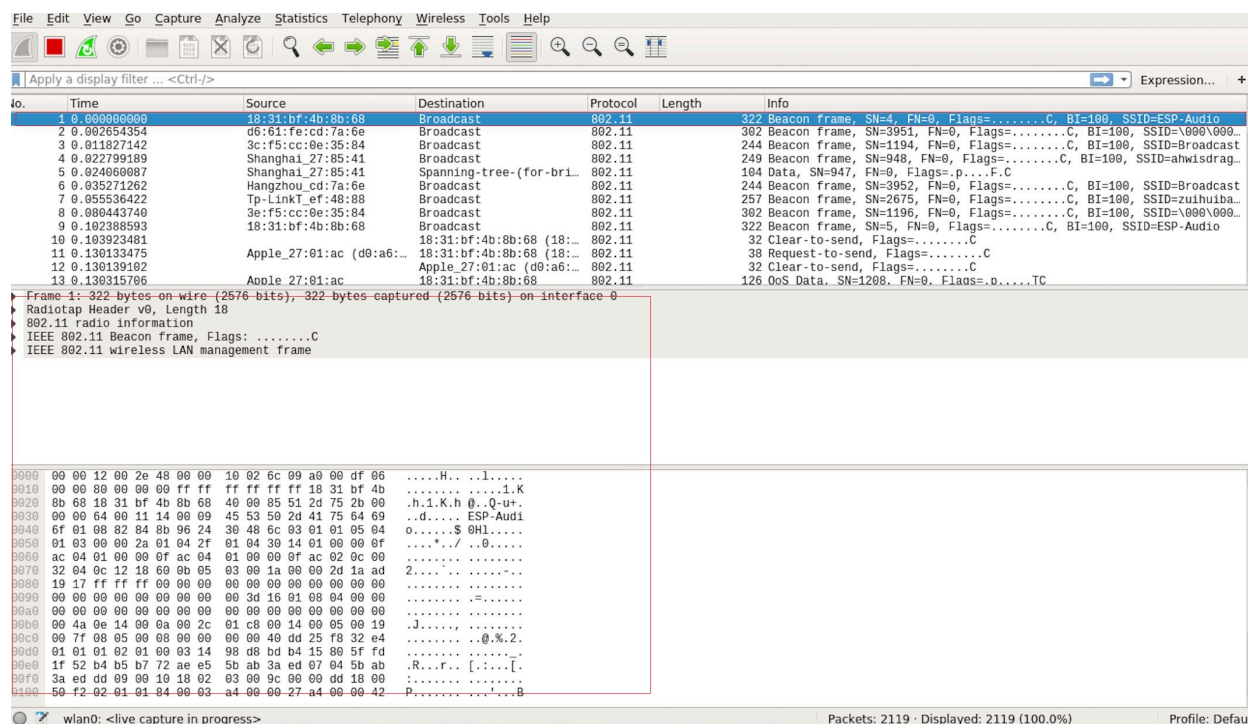 File Edit View Go Capture Analyze Statistics Telephony Wireless Tools Help
Apply a display filter ... <Ctrl-/> Expression... +
No. Time Source Destination Protocol Length Info
1 0.000000000 18:31:bf:4b:8b:68 Broadcast 802.11 322 Beacon frame, SN=4, FN=0, Flags=........C, BI=100, SSID=ESP-Audio
2 0.002654354 d6:61:fe:cd:7a:6e Broadcast 802.11 302 Beacon frame, SN=3951, FN=0, Flags=........C, BI=100, SSID=\000\000…
3 0.011827142 3c:f5:cc:0e:35:84 Broadcast 802.11 244 Beacon frame, SN=1194, FN=0, Flags=........C, BI=100, SSID=Broadcast
4 0.022799189 Shanghai_27:85:41 Broadcast 802.11 249 Beacon frame, SN=948, FN=0, Flags=........C, BI=100, SSID=ahwisdrag…
5 0.024060087 Shanghai_27:85:41 Spanning-tree-(for-bri… 802.11 104 Data, SN=947, FN=0, Flags=.p....F.C
6 0.035271262 Hangzhou_cd:7a:6e Broadcast 802.11 244 Beacon frame, SN=3952, FN=0, Flags=........C, BI=100, SSID=Broadcast
7 0.055536422 Tp-LinkT_ef:48:88 Broadcast 802.11 257 Beacon frame, SN=2675, FN=0, Flags=........C, BI=100, SSID=zuihuiba…
8 0.080443740 3e:f5:cc:0e:35:84 Broadcast 802.11 302 Beacon frame, SN=1196, FN=0, Flags=........C, BI=100, SSID=\000\000…
9 0.102388593 18:31:bf:4b:8b:68 Broadcast 802.11 322 Beacon frame, SN=5, FN=0, Flags=........C, BI=100, SSID=ESP-Audio
10 0.103923481 18:31:bf:4b:8b:68 (18:… 802.11 32 Clear-to-send, Flags=........C
11 0.130133475 Apple_27:01:ac (d0:a6:… 18:31:bf:4b:8b:68 (18:… 802.11 38 Request-to-send, Flags=........C
12 0.130139102 Apple_27:01:ac (d0:a6:… 802.11 32 Clear-to-send, Flags=........C
13 0.130315706 Apple_27:01:ac 18:31:bf:4b:8b:68 802.11 126 QoS Data, SN=1208, FN=0, Flags=.p.....TC
Frame 1: 322 bytes on wire (2576 bits), 322 bytes captured (2576 bits) on interface 0
Radiotap Header v0, Length 18
802.11 radio information
IEEE 802.11 Beacon frame, Flags: ........C
IEEE 802.11 wireless LAN management frame
0000 00 00 12 00 2e 48 00 00 10 02 6c 09 a0 00 df 06 .....H.. ..l.....
0010 00 00 80 00 00 00 ff ff ff ff ff ff 18 31 bf 4b ........ .....1.K
0020 8b 68 18 31 bf 4b 8b 68 40 00 85 51 2d 75 2b 00 .h.1.K.h @..Q-u+.
0030 00 00 64 00 11 14 00 09 45 53 50 2d 41 75 64 69 ..d..... ESP-Audi
0040 6f 01 08 82 84 8b 96 24 30 48 6c 03 01 01 05 04 o......$ 0Hl.....
0050 01 03 00 00 2a 01 04 2f 01 04 30 14 01 00 00 0f ....*../ ..0.....
0060 ac 04 01 00 00 0f ac 04 01 00 00 0f ac 02 0c 00 ........ ........
0070 32 04 0c 12 18 60 0b 05 03 00 1a 00 00 2d 1a ad 2....`.. .....-..
0080 19 17 ff ff ff 00 00 00 00 00 00 00 00 00 00 00 ........ ........
0090 00 00 00 00 00 00 00 00 00 3d 16 01 08 04 00 00 ........ .=......
00a0 00 00 00 00 00 00 00 00 00 00 00 00 00 00 00 00 ........ ........
00b0 00 4a 0e 14 00 0a 00 2c 01 c8 00 14 00 05 00 19 .J....., ........
00c0 00 7f 08 05 00 08 00 00 00 00 40 dd 25 f8 32 e4 ........ ..@.%.2.
00d0 01 01 01 02 01 00 03 14 98 d8 bd b4 15 80 5f fd ........ ......_.
00e0 1f 52 b4 b5 b7 72 ae e5 5b ab 3a ed 07 04 5b ab .R...r.. [.:...[.
00f0 3a ed dd 09 00 10 18 02 03 00 9c 00 00 dd 18 00 :....... ........
0100 50 f2 02 01 01 84 00 03 a4 00 00 27 a4 00 00 42 P....... ...'...B
wlan0: <live capture in progress> Packets: 2119 · Displayed: 2119 (100.0%) Profile: Defau